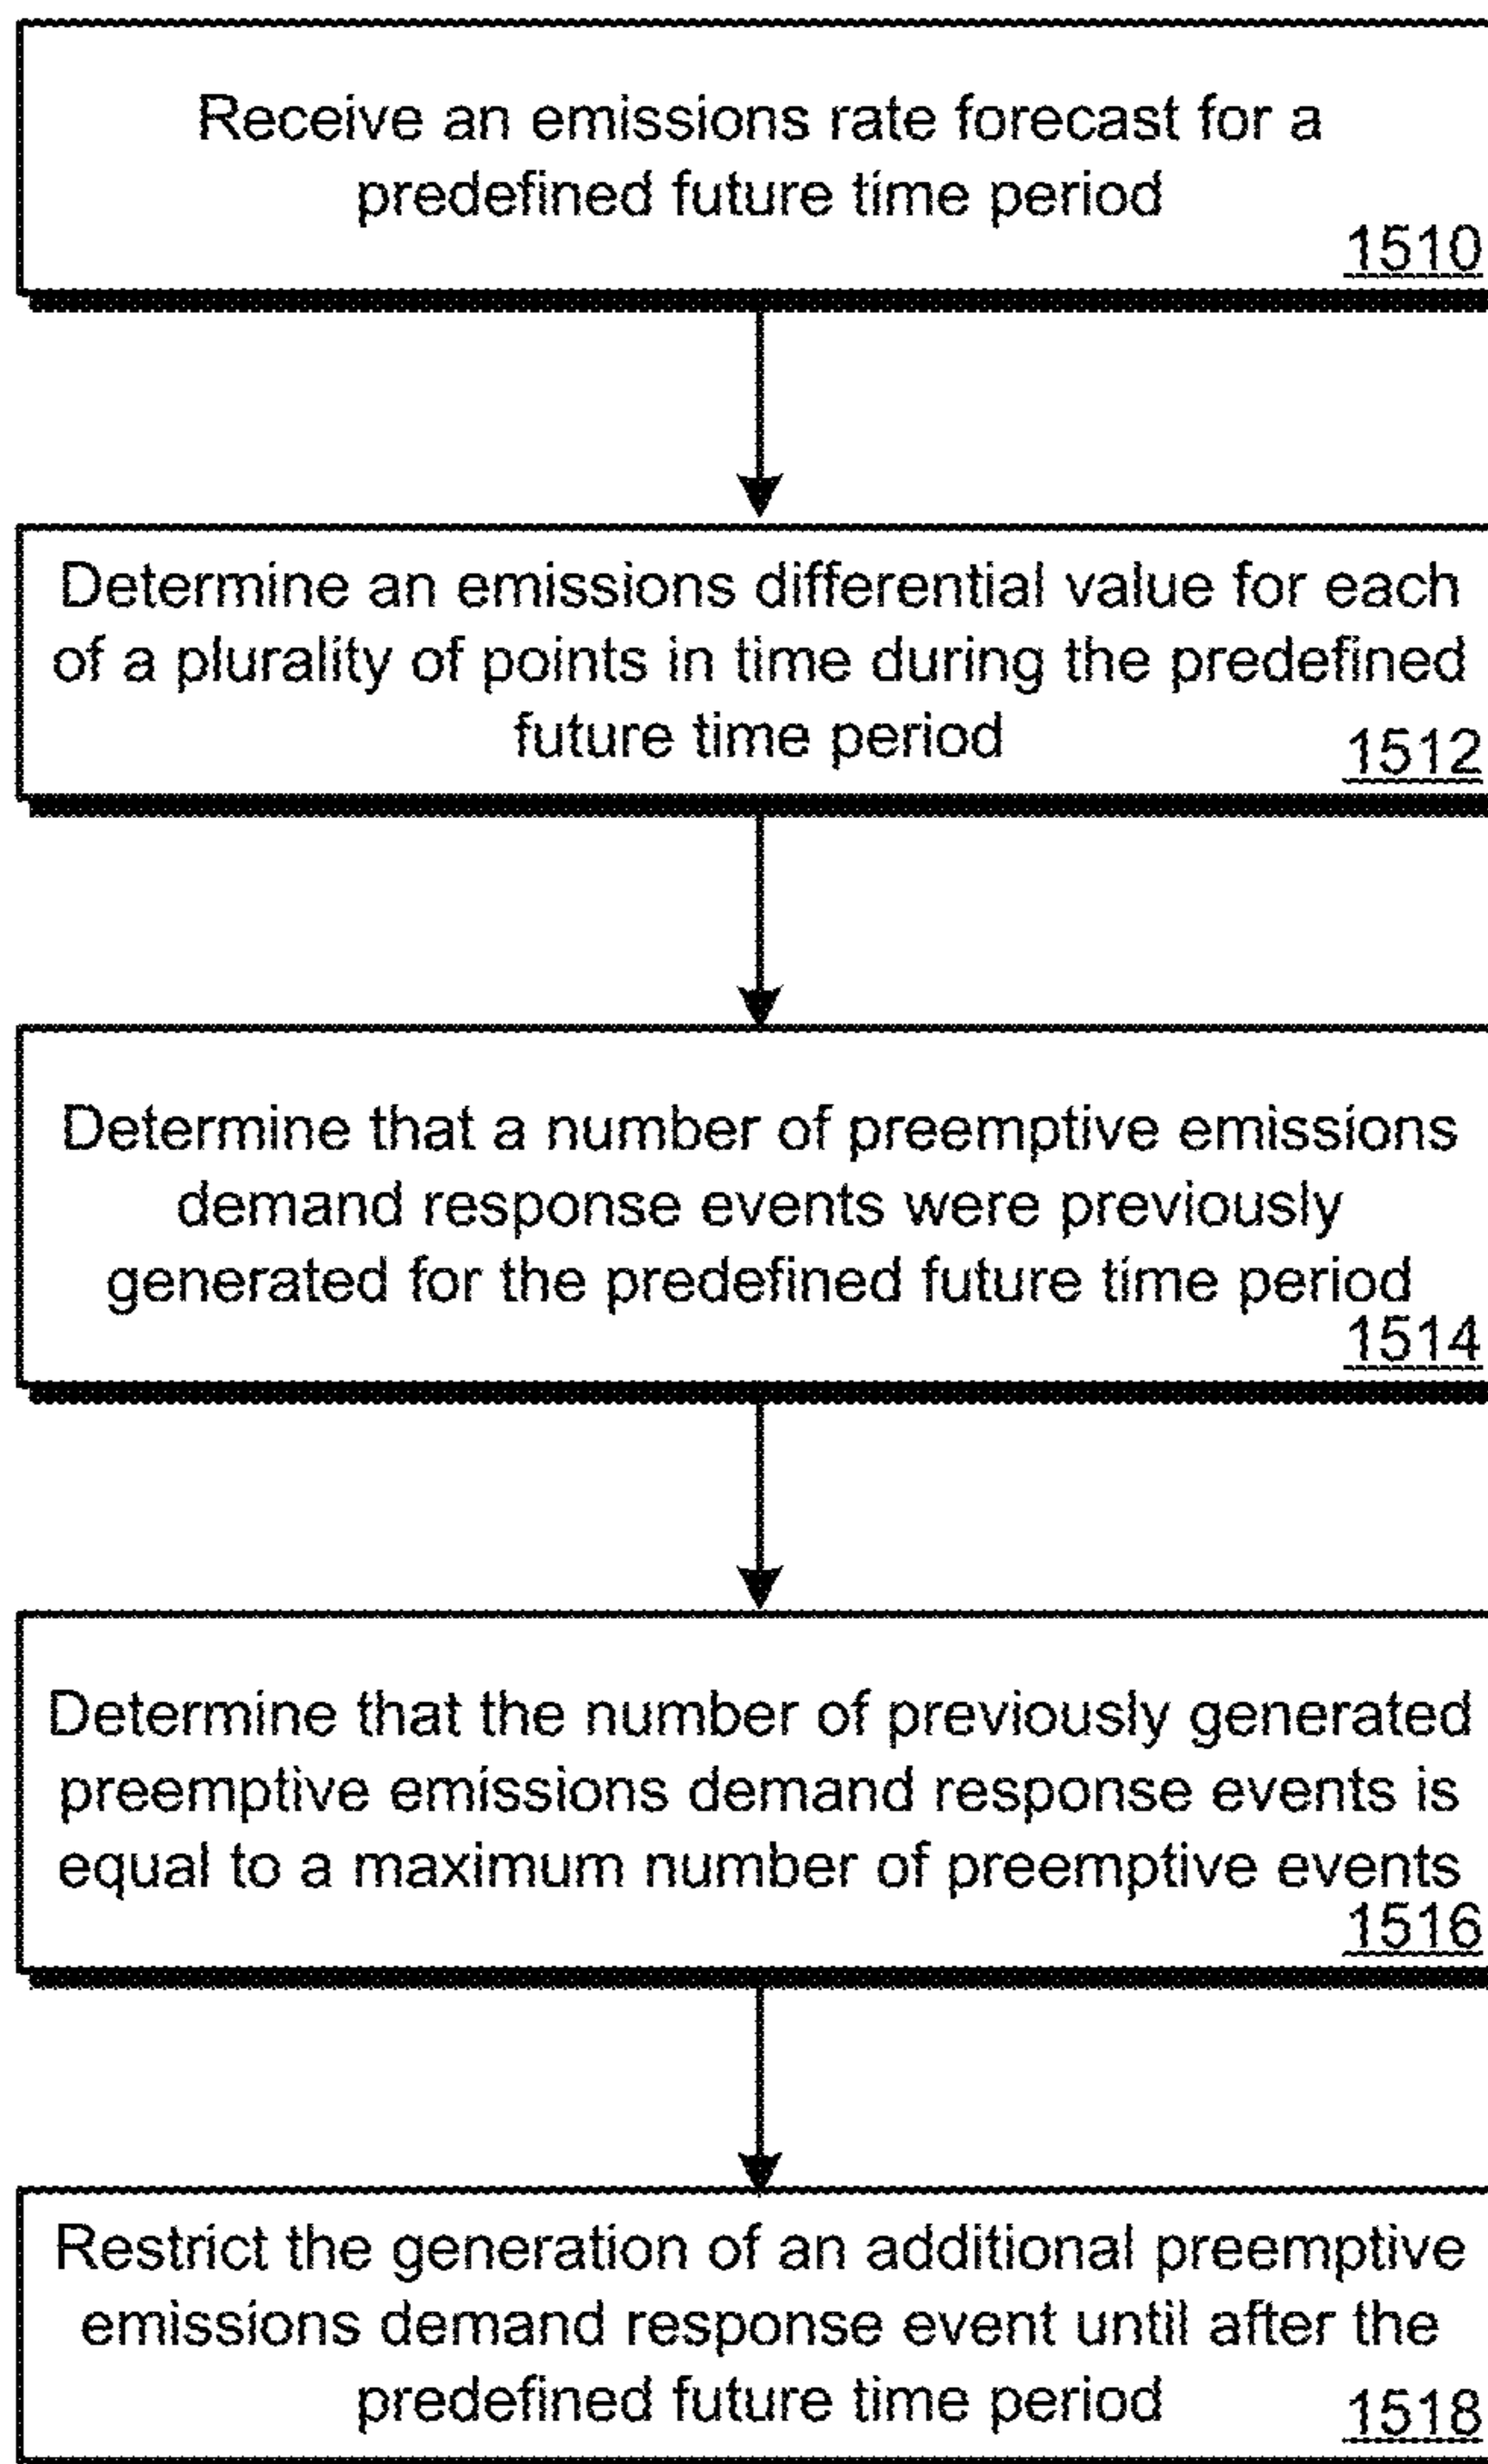 Receive an emissions rate forecast for a
predefined future time period
1510
Determine an emissions differential value for each
of a plurality of points in time during the predefined
future time period
1512
Determine that a number of preemptive emissions
demand response events were previously
generated for the predefined future time period
1514
Determine that the number of previously generated
preemptive emissions demand response events is
equal to a maximum number of preemptive events
1516
Restrict the generation of an additional preemptive
emissions demand response event until after the
predefined future time period
1518